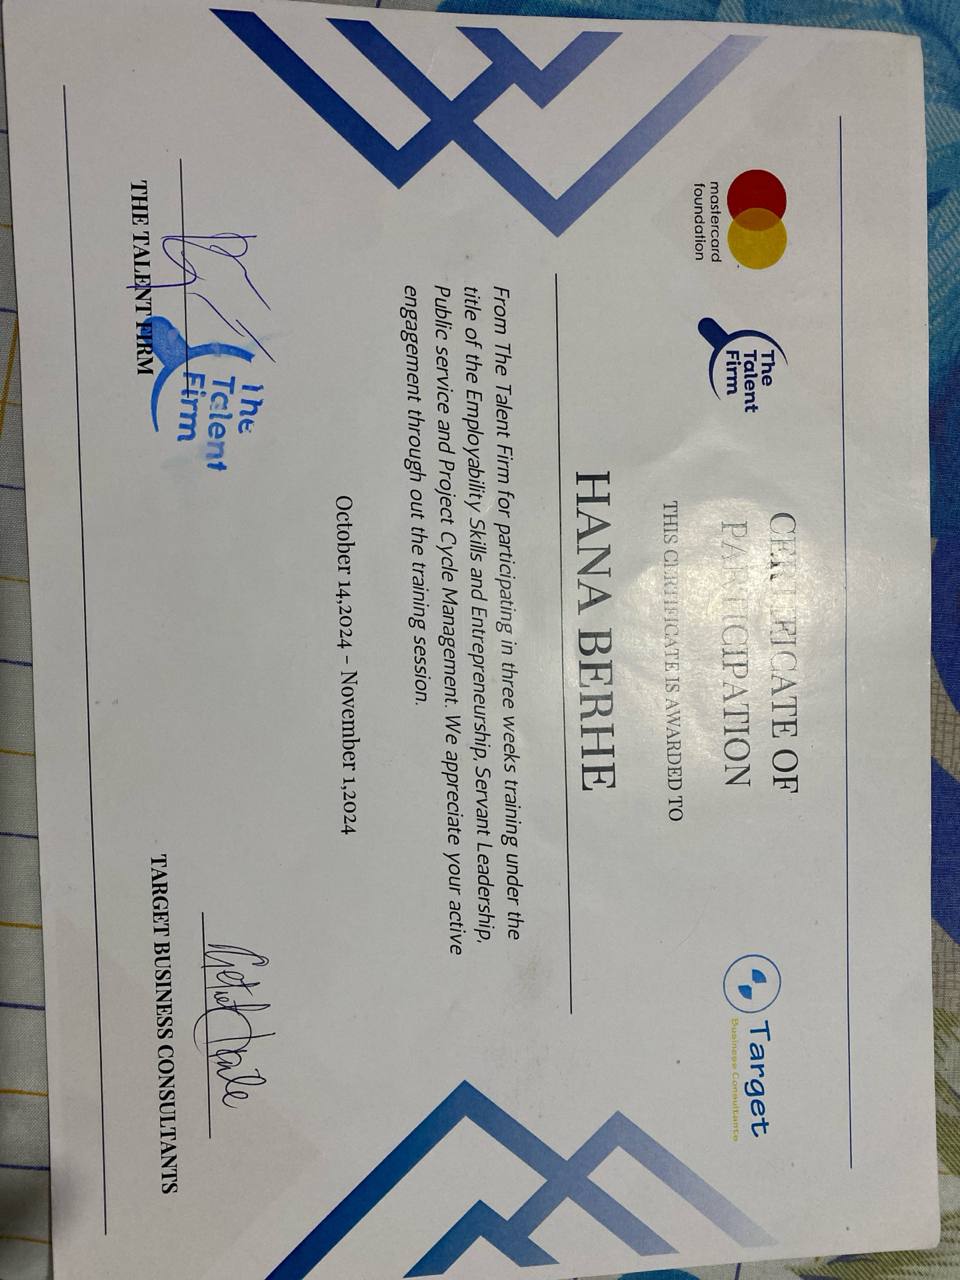 mastercard
foundation
The
Talent
Firm
CERTIFICATE OF
PARTICIPATION
Target
Business Consultants
THIS CERTIFICATE IS AWARDED TO
HANA BERHE
From The Talent Firm for participating in three weeks training under the
title of the Employability Skills and Entrepreneurship, Servant Leadership,
Public service and Project Cycle Management. We appreciate your active
engagement through out the training session.
October 14,2024 - November 1,2024
The
Talent
Firm
THE TALENT FIRM
Getnet Haile
TARGET BUSINESS CONSULTANTS